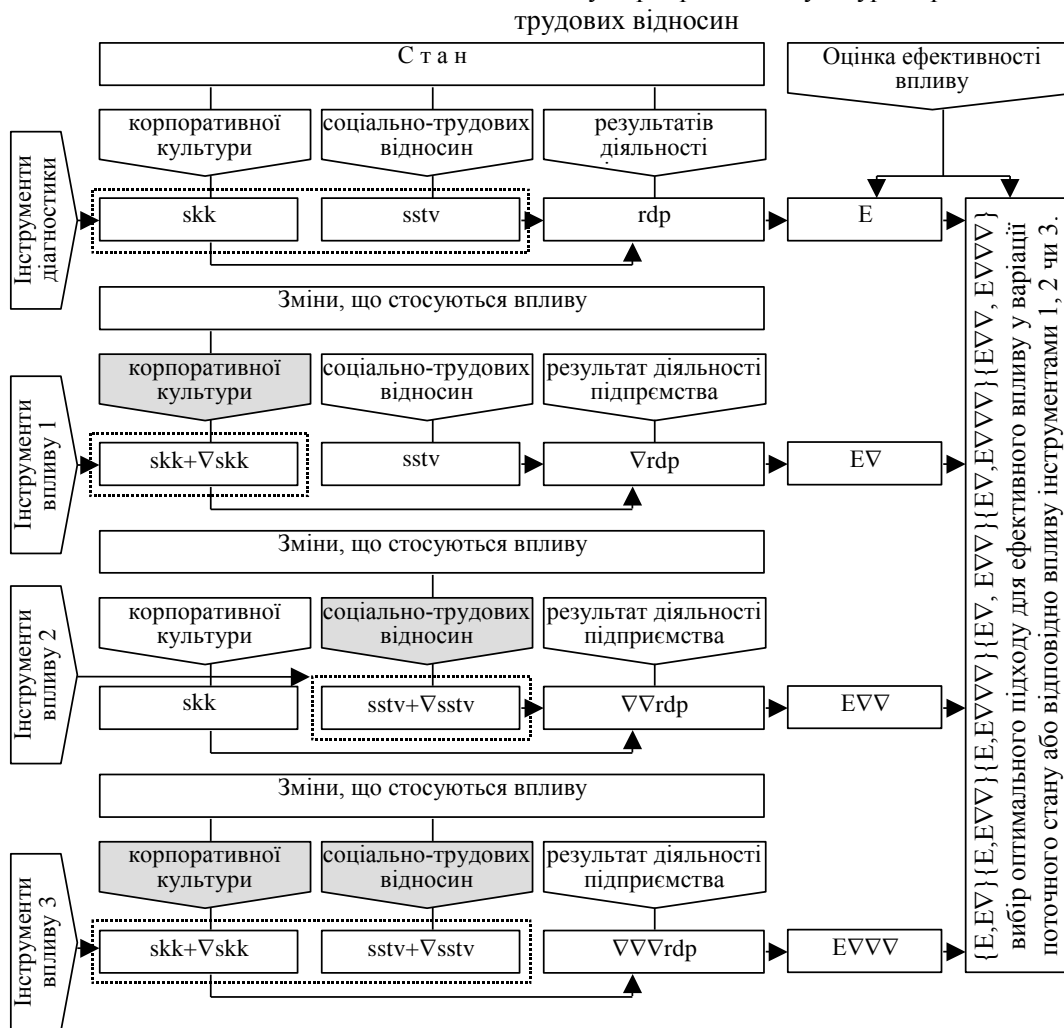 трудових відносин
С т а н
Оцінка ефективності
впливу
корпоративної
культури
соціально-трудових
відносин
результатів
діяльності
Інструменти
діагностики
skk
sstv
rdp
E
Зміни, що стосуються впливу
корпоративної
культури
соціально-трудових
відносин
результат діяльності
підпрємства
Інструменти
впливу 1
skk+∇skk
sstv
∇rdp
E∇
Зміни, що стосуються впливу
корпоративної
культури
соціально-трудових
відносин
результат діяльності
підприємства
Інструменти
впливу 2
skk
sstv+∇sstv
∇∇rdp
E∇∇
Зміни, що стосуються впливу
корпоративної
культури
соціально-трудових
відносин
результат діяльності
підприємства
Інструменти
впливу 3
skk+∇skk
sstv+∇sstv
∇∇∇rdp
E∇∇∇
{E,E∇}{E,E∇∇}{E,E∇∇∇}{E∇, E∇∇}{E∇,E∇∇∇}{E∇∇, E∇∇∇}
вибір оптимального підходу для ефективного впливу у варіації
поточного стану або відповідно впливу інструментами 1, 2 чи 3.